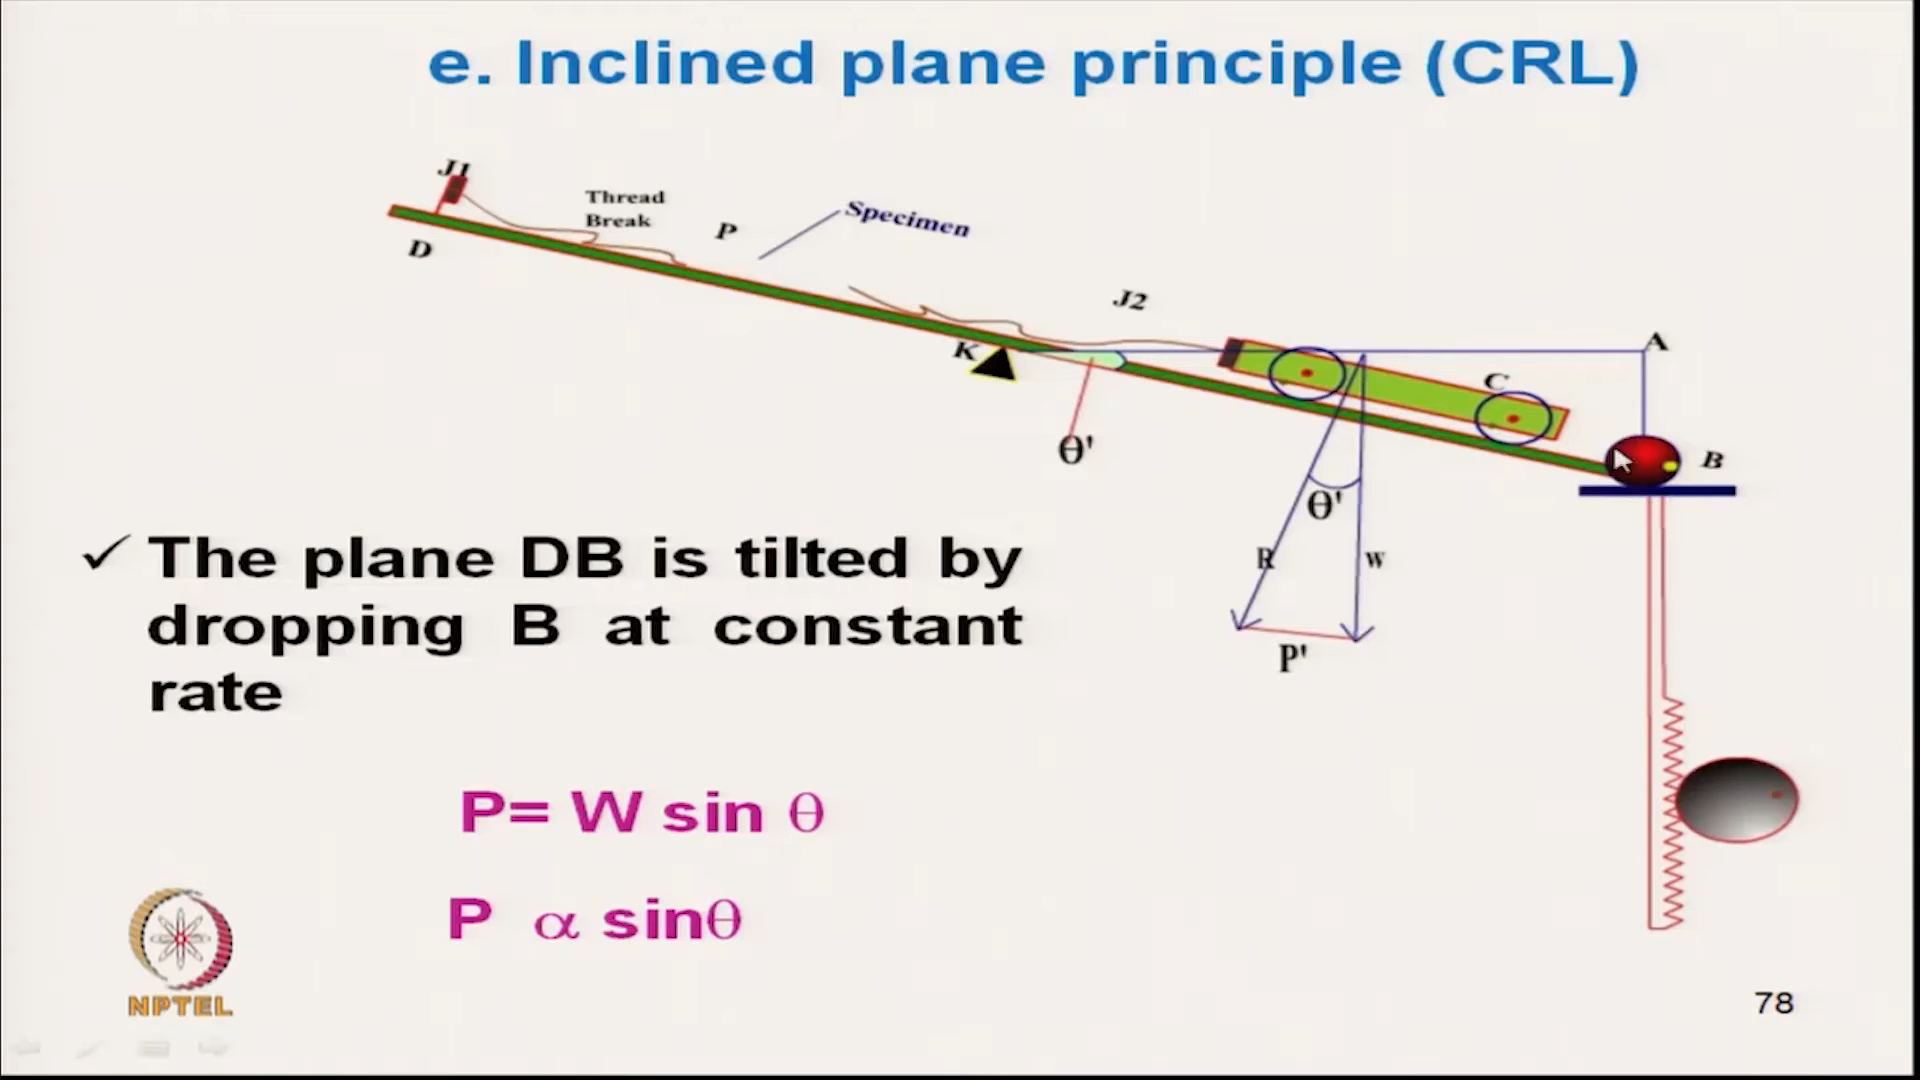 e. Inclined plane principle (CRL)
J1
Thread
Break
P
Specimen
D
J2
A
K
C
B
θ'
θ'
R
w
P'
✓ The plane DB is tilted by
dropping B at constant
rate
P= W sin θ
P α sinθ
NPTEL
78